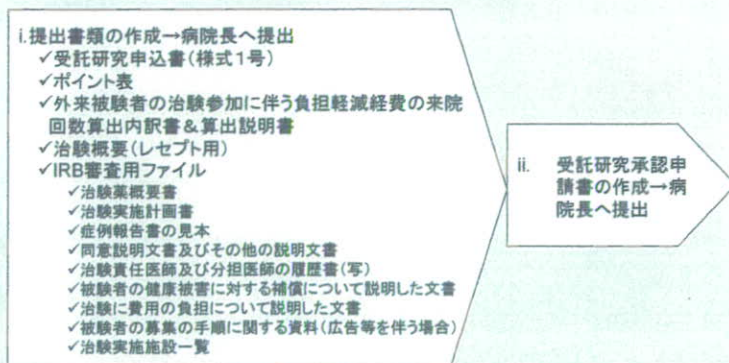 i.提出書類の作成→病院長へ提出
✓受託研究申込書(様式1号)
✓ポイント表
✓外来被験者の治験参加に伴う負担軽減経費の来院
回数算出内訳書＆算出説明書
✓治験概要(レセプト用)
✓IRB審査用ファイル
✓治験薬概要書
✓治験実施計画書
✓症例報告書の見本
✓同意説明文書及びその他の説明文書
✓治験責任医師及び分担医師の履歴書(写)
✓被験者の健康被害に対する補償について説明した文書
✓治験に費用の負担について説明した文書
✓被験者の募集の手順に関する資料(広告等を伴う場合)
✓治験実施施設一覧
ii. 受託研究承認申
請書の作成→病
院長へ提出